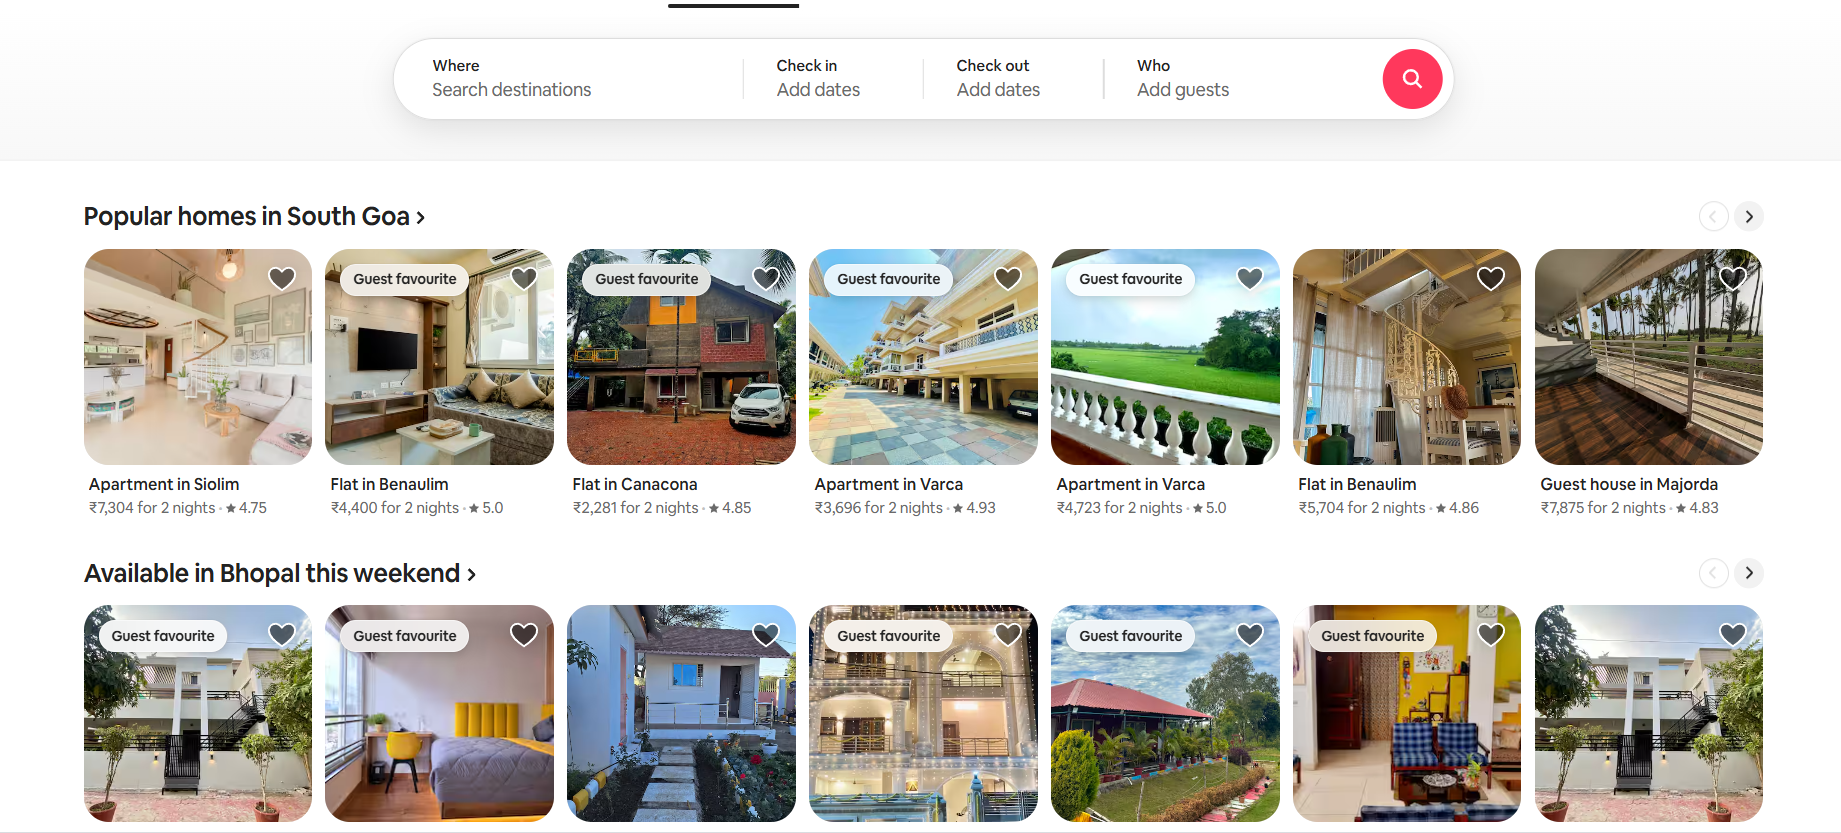 Where
Search destinations
Check in
Add dates
Check out
Add dates
Who
Add guests
Popular homes in South Goa
Guest favourite
Guest favourite
Guest favourite
Guest favourite
Apartment in Siolim
₹7,304 for 2 nights · ★ 4.75
Flat in Benaulim
₹4,400 for 2 nights · ★ 5.0
Flat in Canacona
₹2,281 for 2 nights · ★ 4.85
Apartment in Varca
₹3,696 for 2 nights · ★ 4.93
Apartment in Varca
₹4,723 for 2 nights · ★ 5.0
Flat in Benaulim
₹5,704 for 2 nights · ★ 4.86
Guest house in Majorda
₹7,875 for 2 nights · ★ 4.83
Available in Bhopal this weekend
Guest favourite
Guest favourite
Guest favourite
Guest favourite
Guest favourite